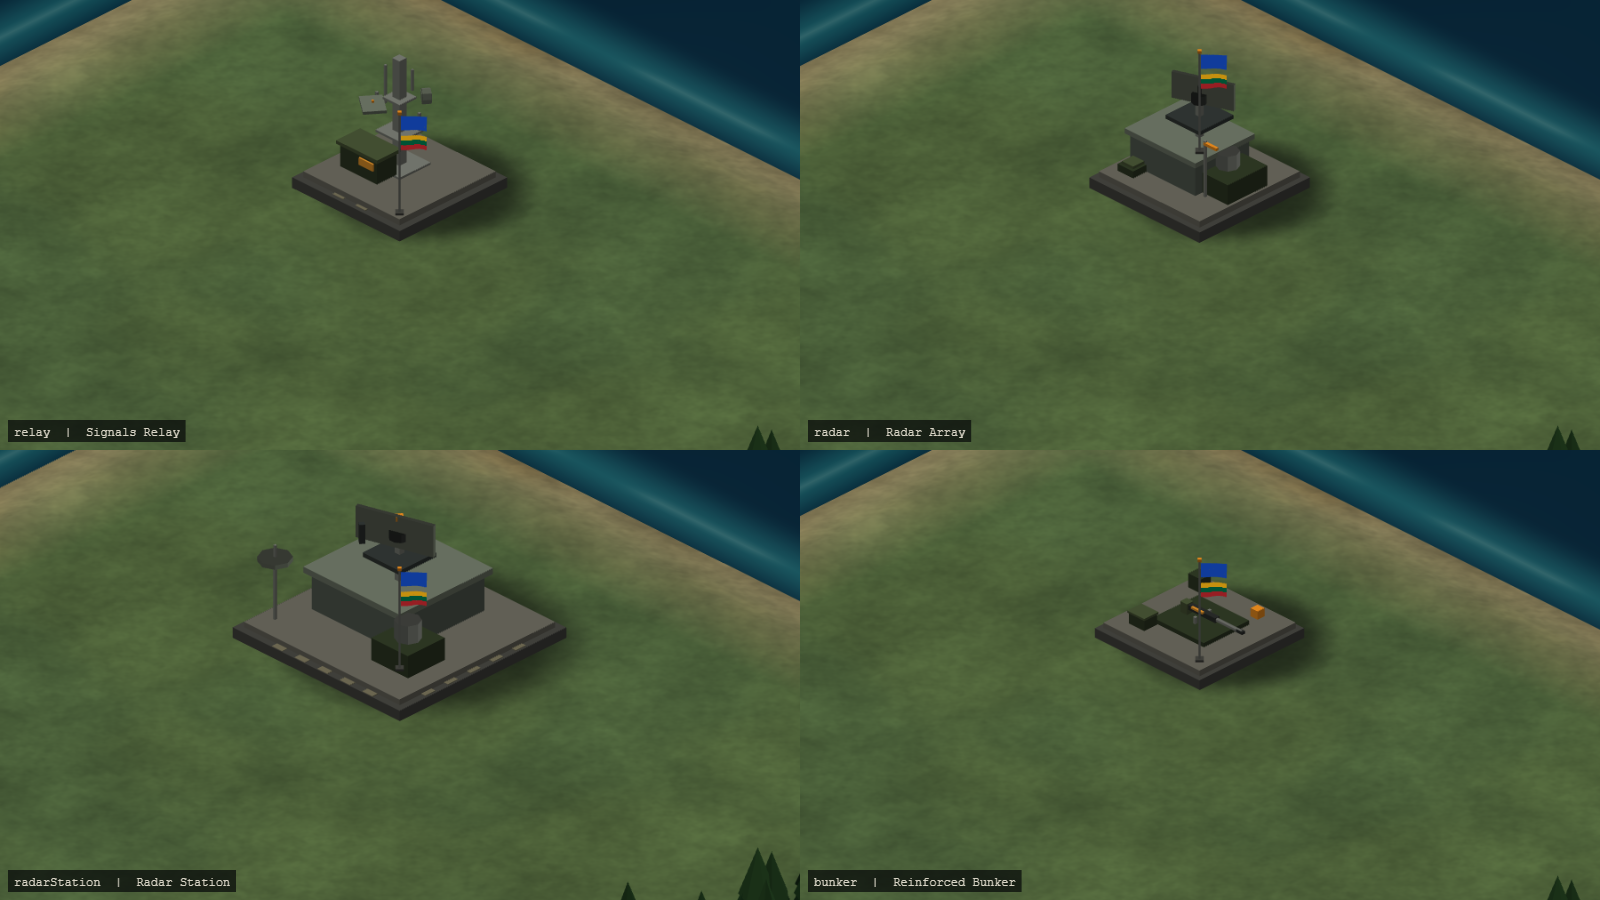 relay | Signals Relay
radar | Radar Array
radarStation | Radar Station
bunker | Reinforced Bunker